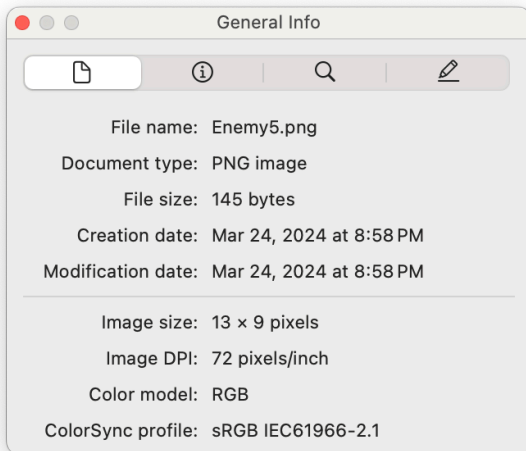 General Info
File name: Enemy5.png
Document type: PNG image
File size: 145 bytes
Creation date: Mar 24, 2024 at 8:58 PM
Modification date: Mar 24, 2024 at 8:58 PM
Image size: 13 × 9 pixels
Image DPI: 72 pixels/inch
Color model: RGB
ColorSync profile: sRGB IEC61966-2.1